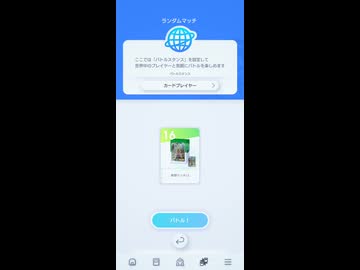 ランダムマッチ
ここでは「バトルスタンス」を設定して
世界中のプレイヤーと気軽にバトルを楽しめます
バトルスタンス
カードプレイヤー
16
バトル！